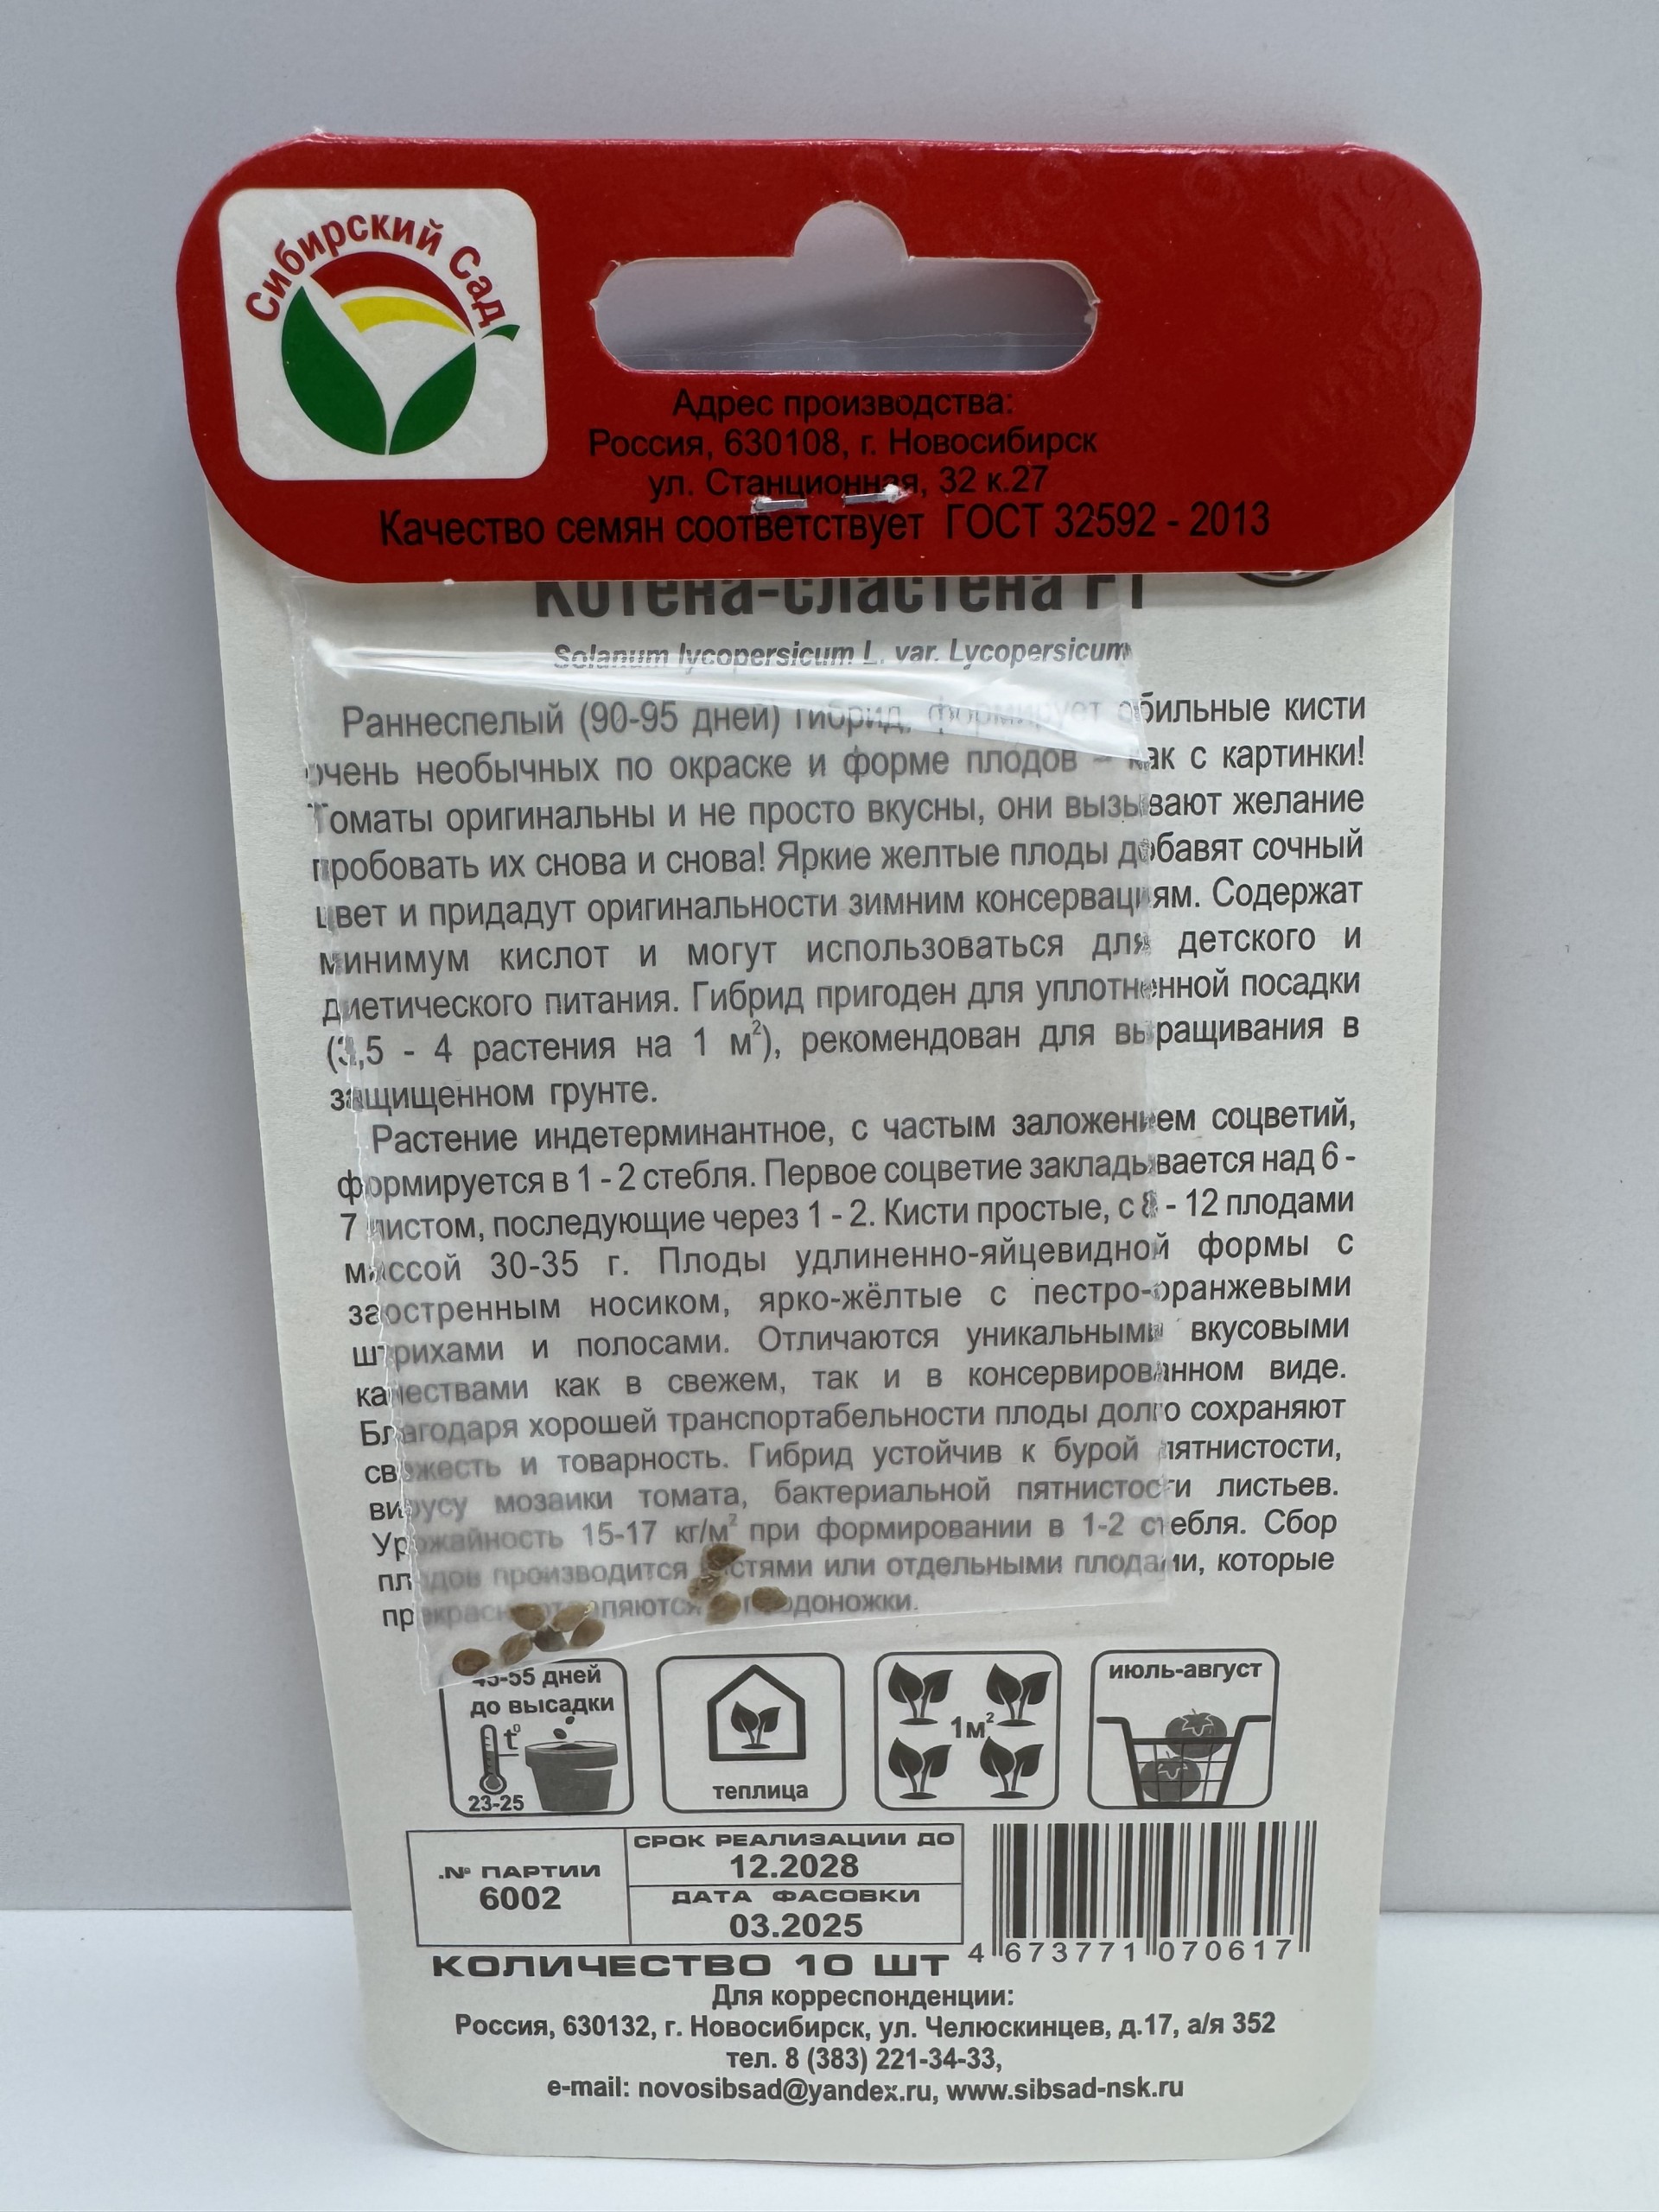 Сибирский Сад
Адрес производства:
Россия, 630108, г. Новосибирск
ул. Станционная, 32 к.27
Качество семян соответствует ГОСТ 32592 - 2013
Котёна-сластёна F1
Solanum lycopersicum L. var. Lycopersicum
Раннеспелый (90-95 дней) гибрид, формирует обильные кисти
очень необычных по окраске и форме плодов – как с картинки!
Томаты оригинальны и не просто вкусны, они вызывают желание
пробовать их снова и снова! Яркие желтые плоды добавят сочный
цвет и придадут оригинальности зимним консервациям. Содержат
минимум кислот и могут использоваться для детского и
диетического питания. Гибрид пригоден для уплотненной посадки
(3,5 - 4 растения на 1 м²), рекомендован для выращивания в
защищенном грунте.
Растение индетерминантное, с частым заложением соцветий,
формируется в 1 - 2 стебля. Первое соцветие закладывается над 6 -
7 листом, последующие через 1 - 2. Кисти простые, с 8 - 12 плодами
массой 30-35 г. Плоды удлиненно-яйцевидной формы с
заостренным носиком, ярко-жёлтые с пестро-оранжевыми
штрихами и полосами. Отличаются уникальными вкусовыми
качествами как в свежем, так и в консервированном виде.
Благодаря хорошей транспортабельности плоды долго сохраняют
свежесть и товарность. Гибрид устойчив к бурой пятнистости,
вирусу мозаики томата, бактериальной пятнистости листьев.
Урожайность 15-17 кг/м² при формировании в 1-2 стебля. Сбор
плодов производится кистями или отдельными плодами, которые
плодоножки.
45-55 дней
до высадки
t°
23-25
теплица
1м²
июль-август
.№ ПАРТИИ
6002
СРОК РЕАЛИЗАЦИИ ДО
12.2028
ДАТА ФАСОВКИ
03.2025
КОЛИЧЕСТВО 10 ШТ
4 673771 070617
Для корреспонденции:
Россия, 630132, г. Новосибирск, ул. Челюскинцев, д.17, а/я 352
тел. 8 (383) 221-34-33,
e-mail: novosibsad@yandex.ru, www.sibsad-nsk.ru